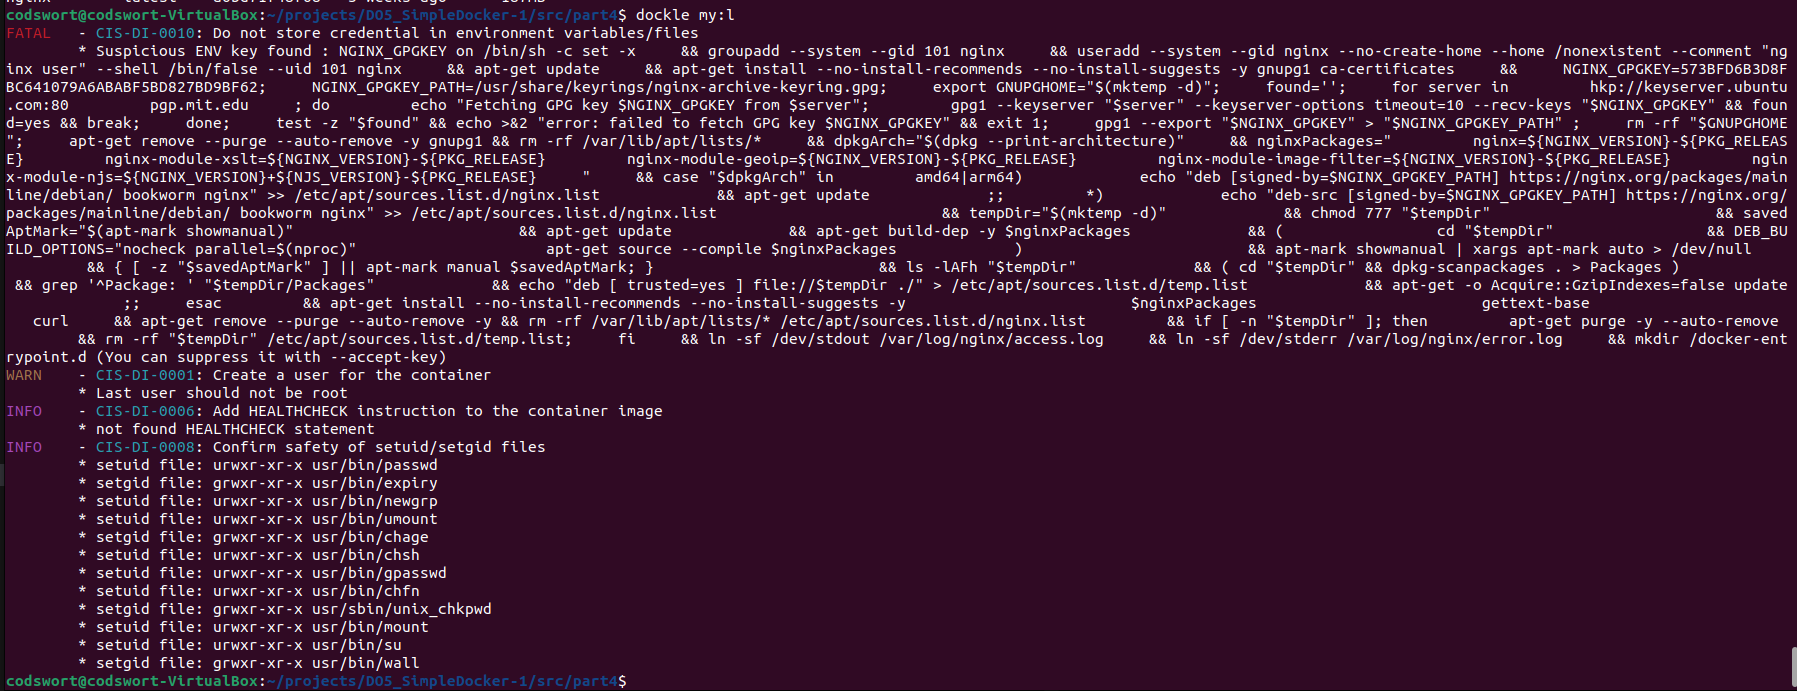 codswort@codswort-VirtualBox:~/projects/DO5_SimpleDocker-1/src/part4$ dockle my:l
FATAL   - CIS-DI-0010: Do not store credential in environment variables/files
        * Suspicious ENV key found : NGINX_GPGKEY on /bin/sh -c set -x     && groupadd --system --gid 101 nginx     && useradd --system --gid nginx --no-create-home --home /nonexistent --comment "ng
inx user" --shell /bin/false --uid 101 nginx     && apt-get update     && apt-get install --no-install-recommends --no-install-suggests -y gnupg1 ca-certificates     &&     NGINX_GPGKEY=573BFD6B3D8F
BC641079A6ABABF5BD827BD9BF62;     NGINX_GPGKEY_PATH=/usr/share/keyrings/nginx-archive-keyring.gpg;     export GNUPGHOME="$(mktemp -d)";     found='';     for server in         hkp://keyserver.ubuntu
.com:80         pgp.mit.edu     ; do         echo "Fetching GPG key $NGINX_GPGKEY from $server";         gpg1 --keyserver "$server" --keyserver-options timeout=10 --recv-keys "$NGINX_GPGKEY" && foun
d=yes && break;     done;     test -z "$found" && echo >&2 "error: failed to fetch GPG key $NGINX_GPGKEY" && exit 1;     gpg1 --export "$NGINX_GPGKEY" > "$NGINX_GPGKEY_PATH" ;     rm -rf "$GNUPGHOME
";     apt-get remove --purge --auto-remove -y gnupg1 && rm -rf /var/lib/apt/lists/*     && dpkgArch="$(dpkg --print-architecture)"     && nginxPackages="         nginx=${NGINX_VERSION}-${PKG_RELEAS
E}         nginx-module-xslt=${NGINX_VERSION}-${PKG_RELEASE}         nginx-module-geoip=${NGINX_VERSION}-${PKG_RELEASE}         nginx-module-image-filter=${NGINX_VERSION}-${PKG_RELEASE}         ngin
x-module-njs=${NGINX_VERSION}+${NJS_VERSION}-${PKG_RELEASE}     "     && case "$dpkgArch" in         amd64|arm64)             echo "deb [signed-by=$NGINX_GPGKEY_PATH] https://nginx.org/packages/main
line/debian/ bookworm nginx" >> /etc/apt/sources.list.d/nginx.list             && apt-get update             ;;         *)             echo "deb-src [signed-by=$NGINX_GPGKEY_PATH] https://nginx.org/
packages/mainline/debian/ bookworm nginx" >> /etc/apt/sources.list.d/nginx.list                         && tempDir="$(mktemp -d)"             && chmod 777 "$tempDir"                         && saved
AptMark="$(apt-mark showmanual)"                         && apt-get update             && apt-get build-dep -y $nginxPackages             && (                 cd "$tempDir"                 && DEB_BU
ILD_OPTIONS="nocheck parallel=$(nproc)"                     apt-get source --compile $nginxPackages             )                         && apt-mark showmanual | xargs apt-mark auto > /dev/null
         && { [ -z "$savedAptMark" ] || apt-mark manual $savedAptMark; }                         && ls -lAFh "$tempDir"             && ( cd "$tempDir" && dpkg-scanpackages . > Packages )
 && grep '^Package: ' "$tempDir/Packages"             && echo "deb [ trusted=yes ] file://$tempDir ./" > /etc/apt/sources.list.d/temp.list             && apt-get -o Acquire::GzipIndexes=false update
             ;;     esac         && apt-get install --no-install-recommends --no-install-suggests -y                         $nginxPackages                         gettext-base
   curl     && apt-get remove --purge --auto-remove -y && rm -rf /var/lib/apt/lists/* /etc/apt/sources.list.d/nginx.list         && if [ -n "$tempDir" ]; then         apt-get purge -y --auto-remove
        && rm -rf "$tempDir" /etc/apt/sources.list.d/temp.list;     fi     && ln -sf /dev/stdout /var/log/nginx/access.log     && ln -sf /dev/stderr /var/log/nginx/error.log     && mkdir /docker-ent
rypoint.d (You can suppress it with --accept-key)
WARN    - CIS-DI-0001: Create a user for the container
        * Last user should not be root
INFO    - CIS-DI-0006: Add HEALTHCHECK instruction to the container image
        * not found HEALTHCHECK statement
INFO    - CIS-DI-0008: Confirm safety of setuid/setgid files
        * setuid file: urwxr-xr-x usr/bin/passwd
        * setgid file: grwxr-xr-x usr/bin/expiry
        * setuid file: urwxr-xr-x usr/bin/newgrp
        * setuid file: urwxr-xr-x usr/bin/umount
        * setgid file: grwxr-xr-x usr/bin/chage
        * setuid file: urwxr-xr-x usr/bin/chsh
        * setuid file: urwxr-xr-x usr/bin/gpasswd
        * setuid file: urwxr-xr-x usr/bin/chfn
        * setgid file: grwxr-xr-x usr/sbin/unix_chkpwd
        * setuid file: urwxr-xr-x usr/bin/mount
        * setuid file: urwxr-xr-x usr/bin/su
        * setgid file: grwxr-xr-x usr/bin/wall
codswort@codswort-VirtualBox:~/projects/DO5_SimpleDocker-1/src/part4$